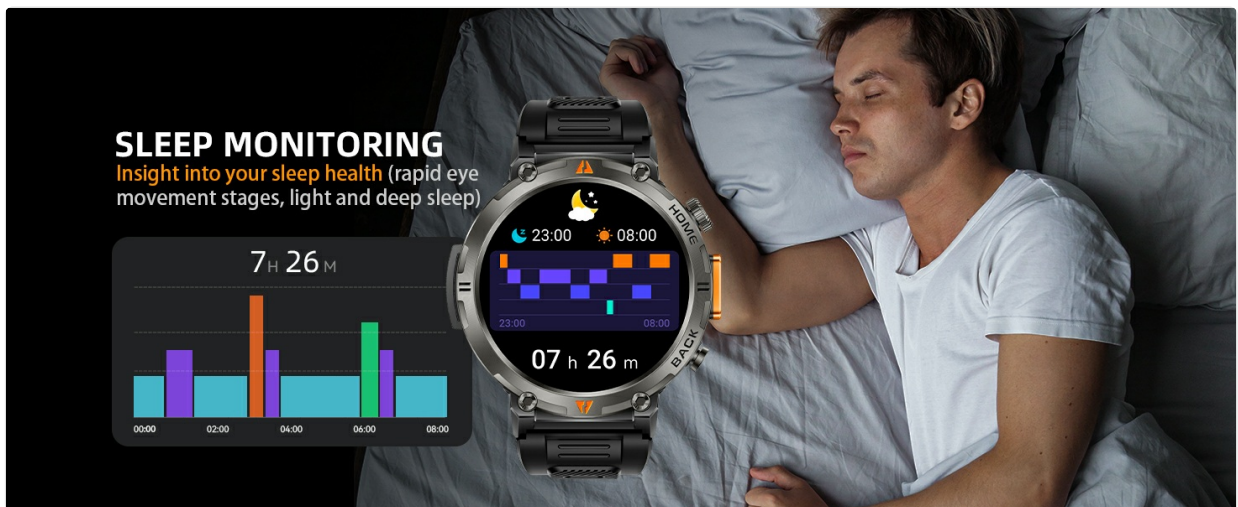 SLEEP MONITORING
Insight into your sleep health (rapid eye
movement stages, light and deep sleep)
7H 26 M
00:00 02:00 04:00 06:00 08:00
23:00 08:00
23:00 08:00
07 h 26 m
HOME
BACK